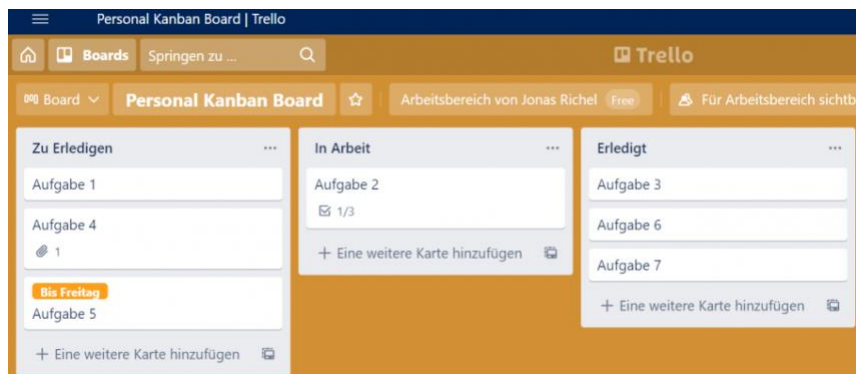 Personal Kanban Board | Trello
Boards
Springen zu ...
Trello
Board
Personal Kanban Board
Arbeitsbereich von Jonas Richel Free
Für Arbeitsbereich sichtb
Zu Erledigen
Aufgabe 1
Aufgabe 4
1
Bis Freitag
Aufgabe 5
+ Eine weitere Karte hinzufügen
In Arbeit
Aufgabe 2
1/3
+ Eine weitere Karte hinzufügen
Erledigt
Aufgabe 3
Aufgabe 6
Aufgabe 7
+ Eine weitere Karte hinzufügen